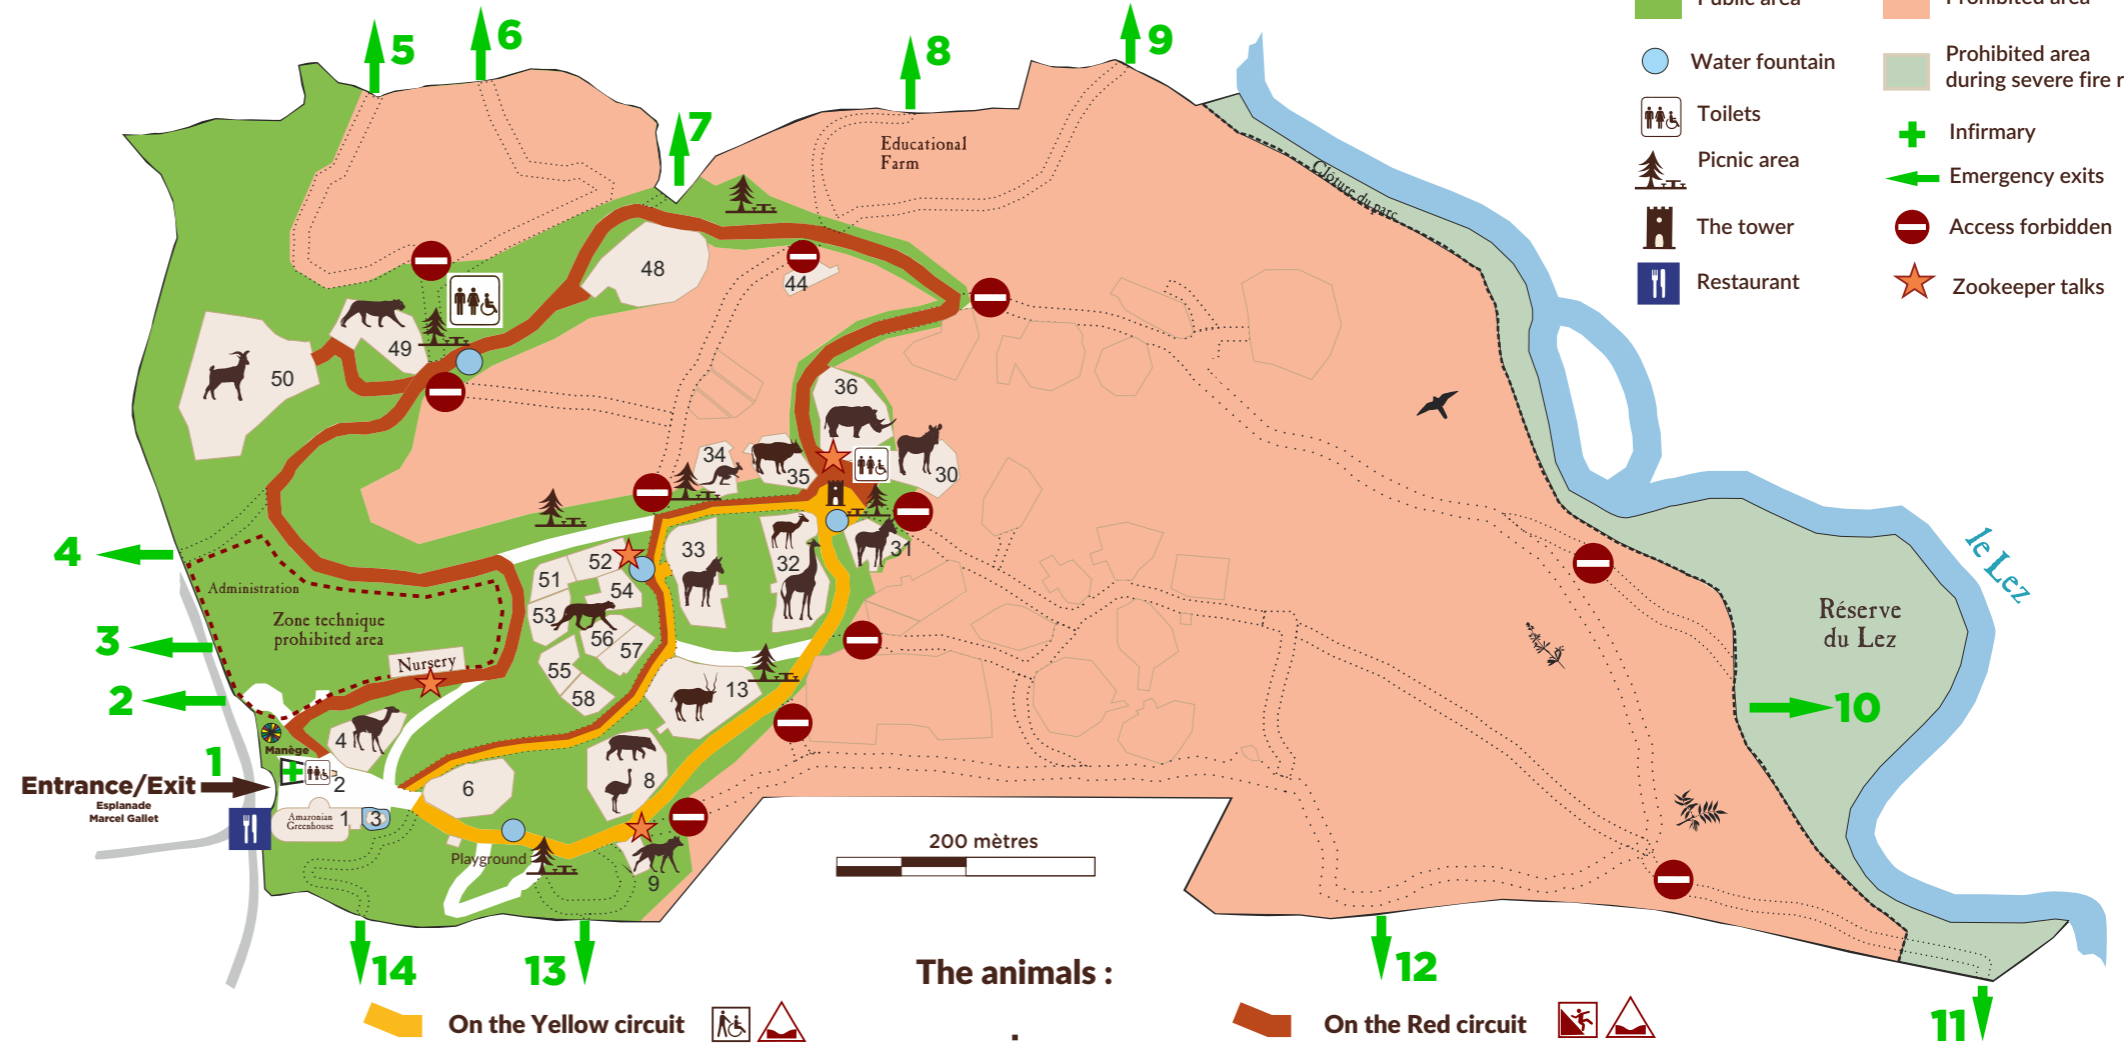 5
6
7
8
9
Public area
Prohibited area
Water fountain
Prohibited area
during severe fire r
Toilets
Infirmary
Picnic area
Emergency exits
The tower
Access forbidden
Restaurant
Zookeeper talks
Educational
Farm
Clôture du parc
48
44
49
50
36
34
35
30
4
Administration
Zone technique
prohibited area
3
Nursery
2
51
52
33
32
31
53
54
56
57
55
58
13
le Lez
Réserve
du Lez
10
Manège
4
1
2
Entrance/Exit
Esplanade
Marcel Gallet
Amazonian
Greenhouse
1
3
6
8
Playground
9
200 mètres
14
13
12
11
The animals :
On the Yellow circuit
.
On the Red circuit